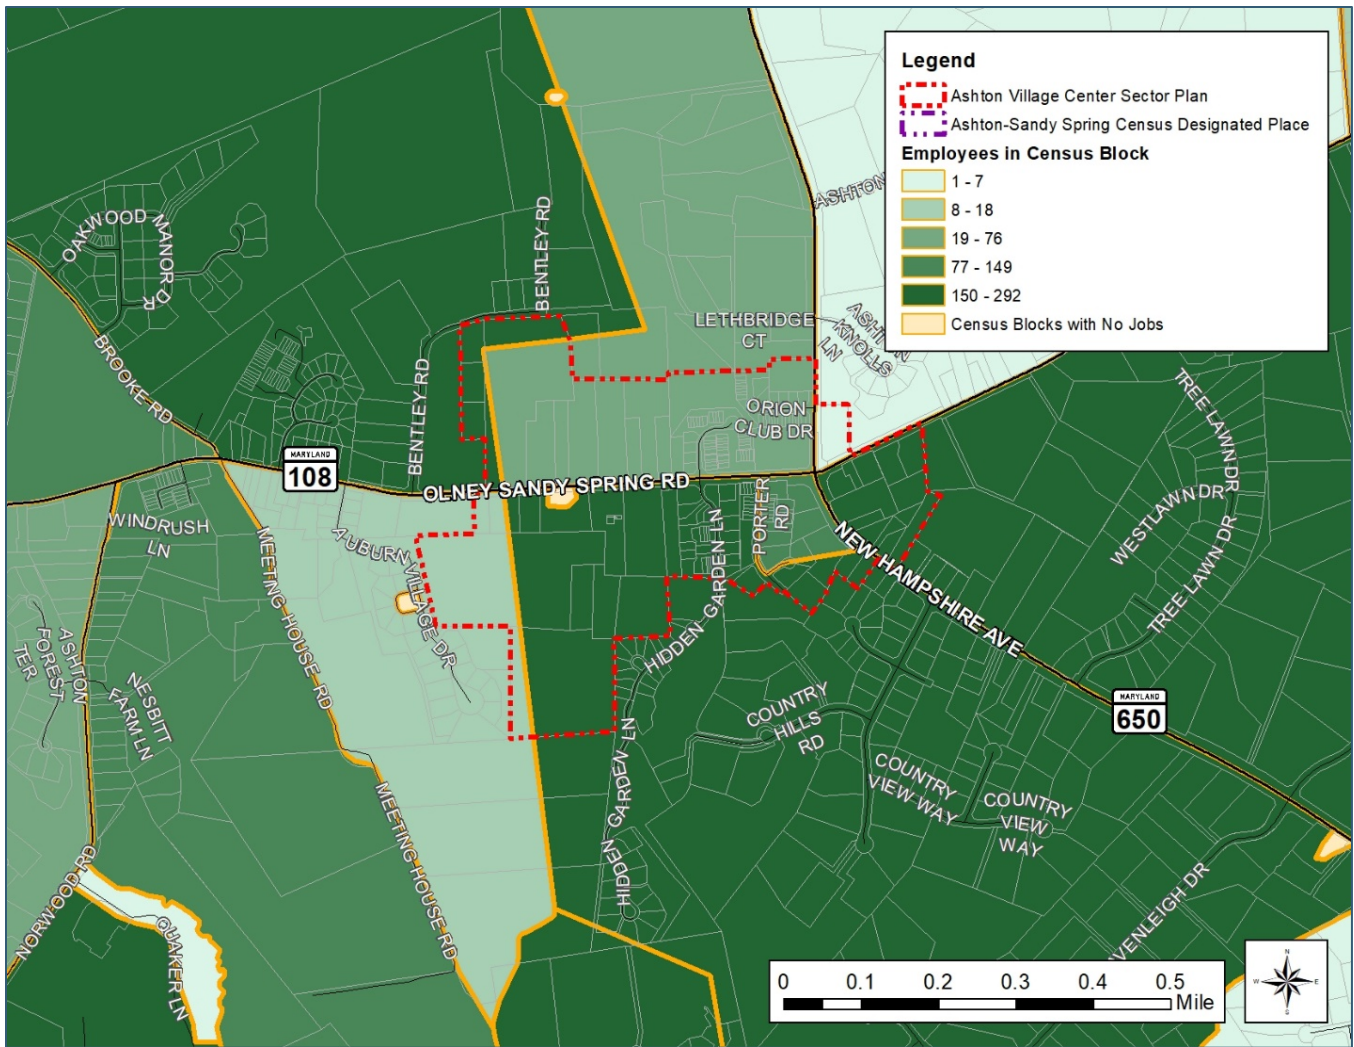 Legend
Ashton Village Center Sector Plan
Ashton-Sandy Spring Census Designated Place
Employees in Census Block
1 - 7
8 - 18
19 - 76
77 - 149
150 - 292
Census Blocks with No Jobs
ASHTON
OAKWOOD
MANOR DR
BENTLEY RD
LETHBRIDGE
CT
ASHTON
KNOLLS
LN
BROOKE RD
BENTLEY RD
ORION
CLUB DR
TREE LAWN DR
MARYLAND
108
OLNEY SANDY SPRING RD
WINDRUSH
LN
MEETING HOUSE RD
AUBURN VILLAGE DR
HIDDEN GARDEN LN
PORTER
RD
NEW HAMPSHIRE AVE
WESTLAWN DR
TREE LAWN DR
ASHTON
FOREST
TER
NESBITT
FARM LN
COUNTRY
HILLS
RD
MARYLAND
650
HIDDEN GARDEN LN
COUNTRY
VIEW WAY
COUNTRY
VIEW
WAY
MEETING HOUSE RD
NORWOOD RD
QUAKER LN
VENLEIGH DR
0 0.1 0.2 0.3 0.4 0.5
Mile
N
W E
S